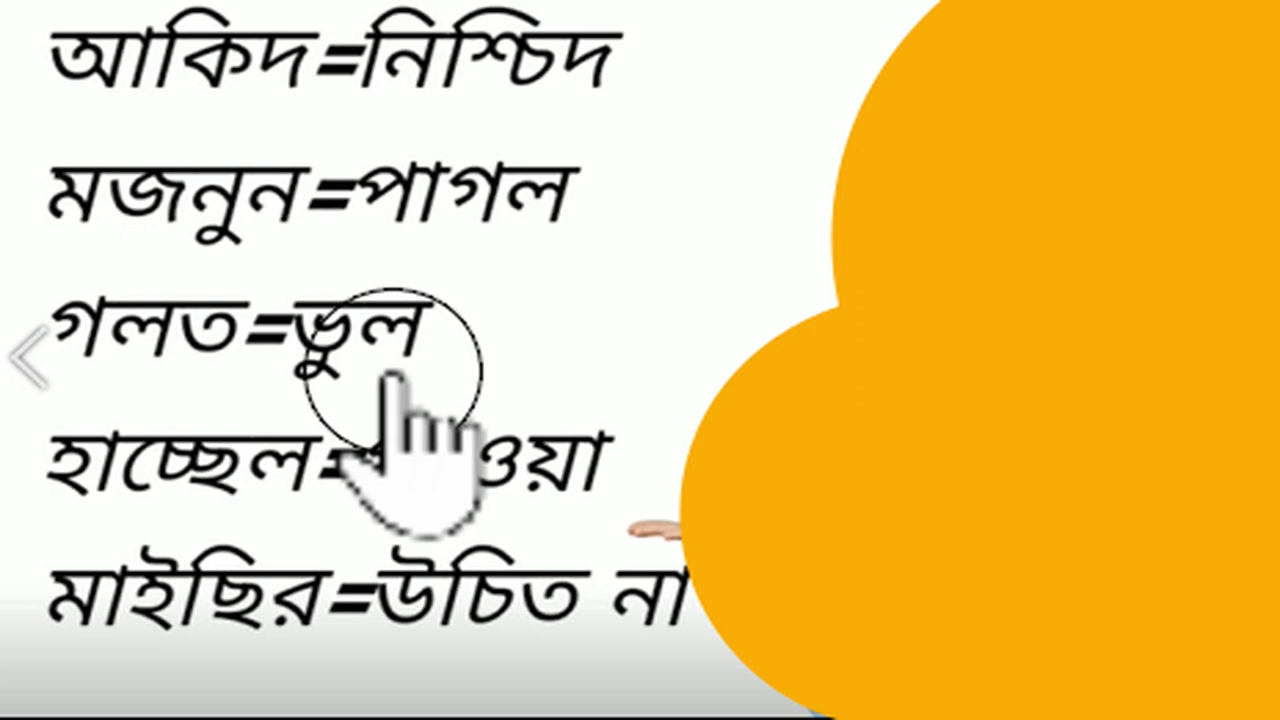 আকিদ=নিশ্চিদ
মজনুন=পাগল
গলত=ভুল
হাচ্ছেল=
মাইছির=উচিত না